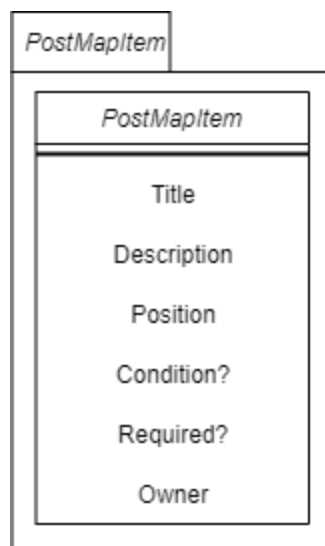 PostMapItem
PostMapItem
Title
Description
Position
Condition?
Required?
Owner